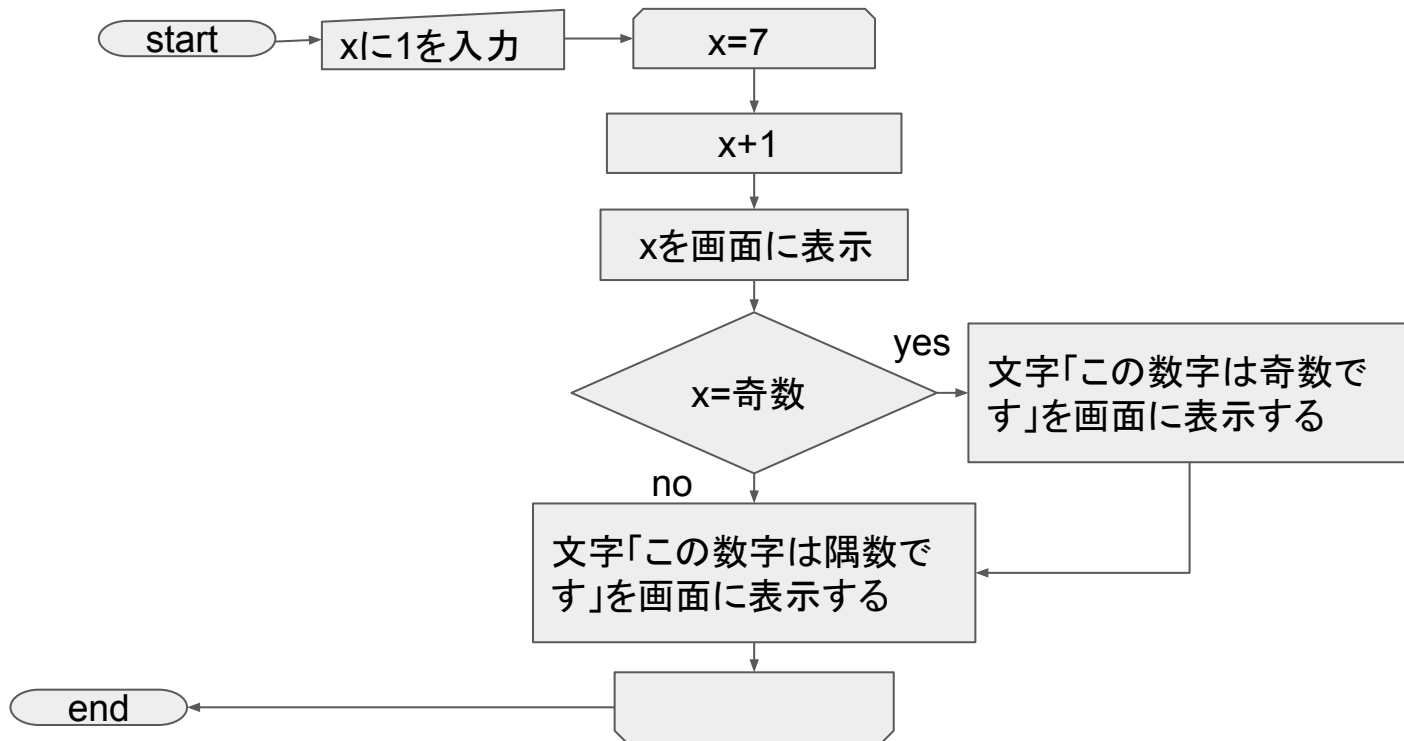 start
xに1を入力
x=7
x+1
xを画面に表示
x=奇数
yes
文字「この数字は奇数で
す」を画面に表示する
no
文字「この数字は隅数で
す」を画面に表示する
end